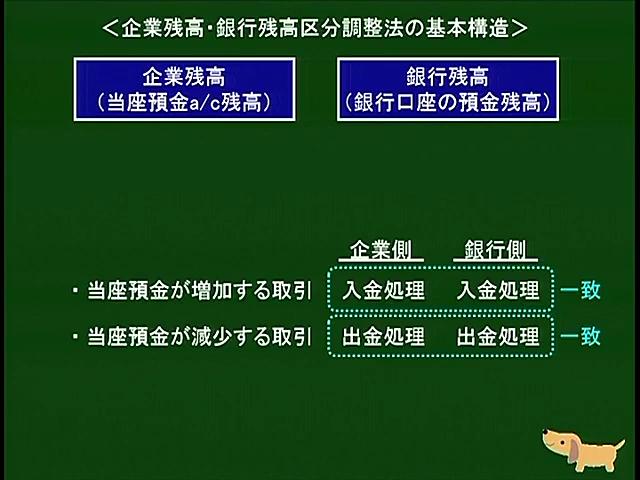 ＜企業残高・銀行残高区分調整法の基本構造＞
企業残高
（当座預金a/c残高）
銀行残高
（銀行口座の預金残高）
企業側 銀行側
・当座預金が増加する取引 入金処理 入金処理 一致
・当座預金が減少する取引 出金処理 出金処理 一致